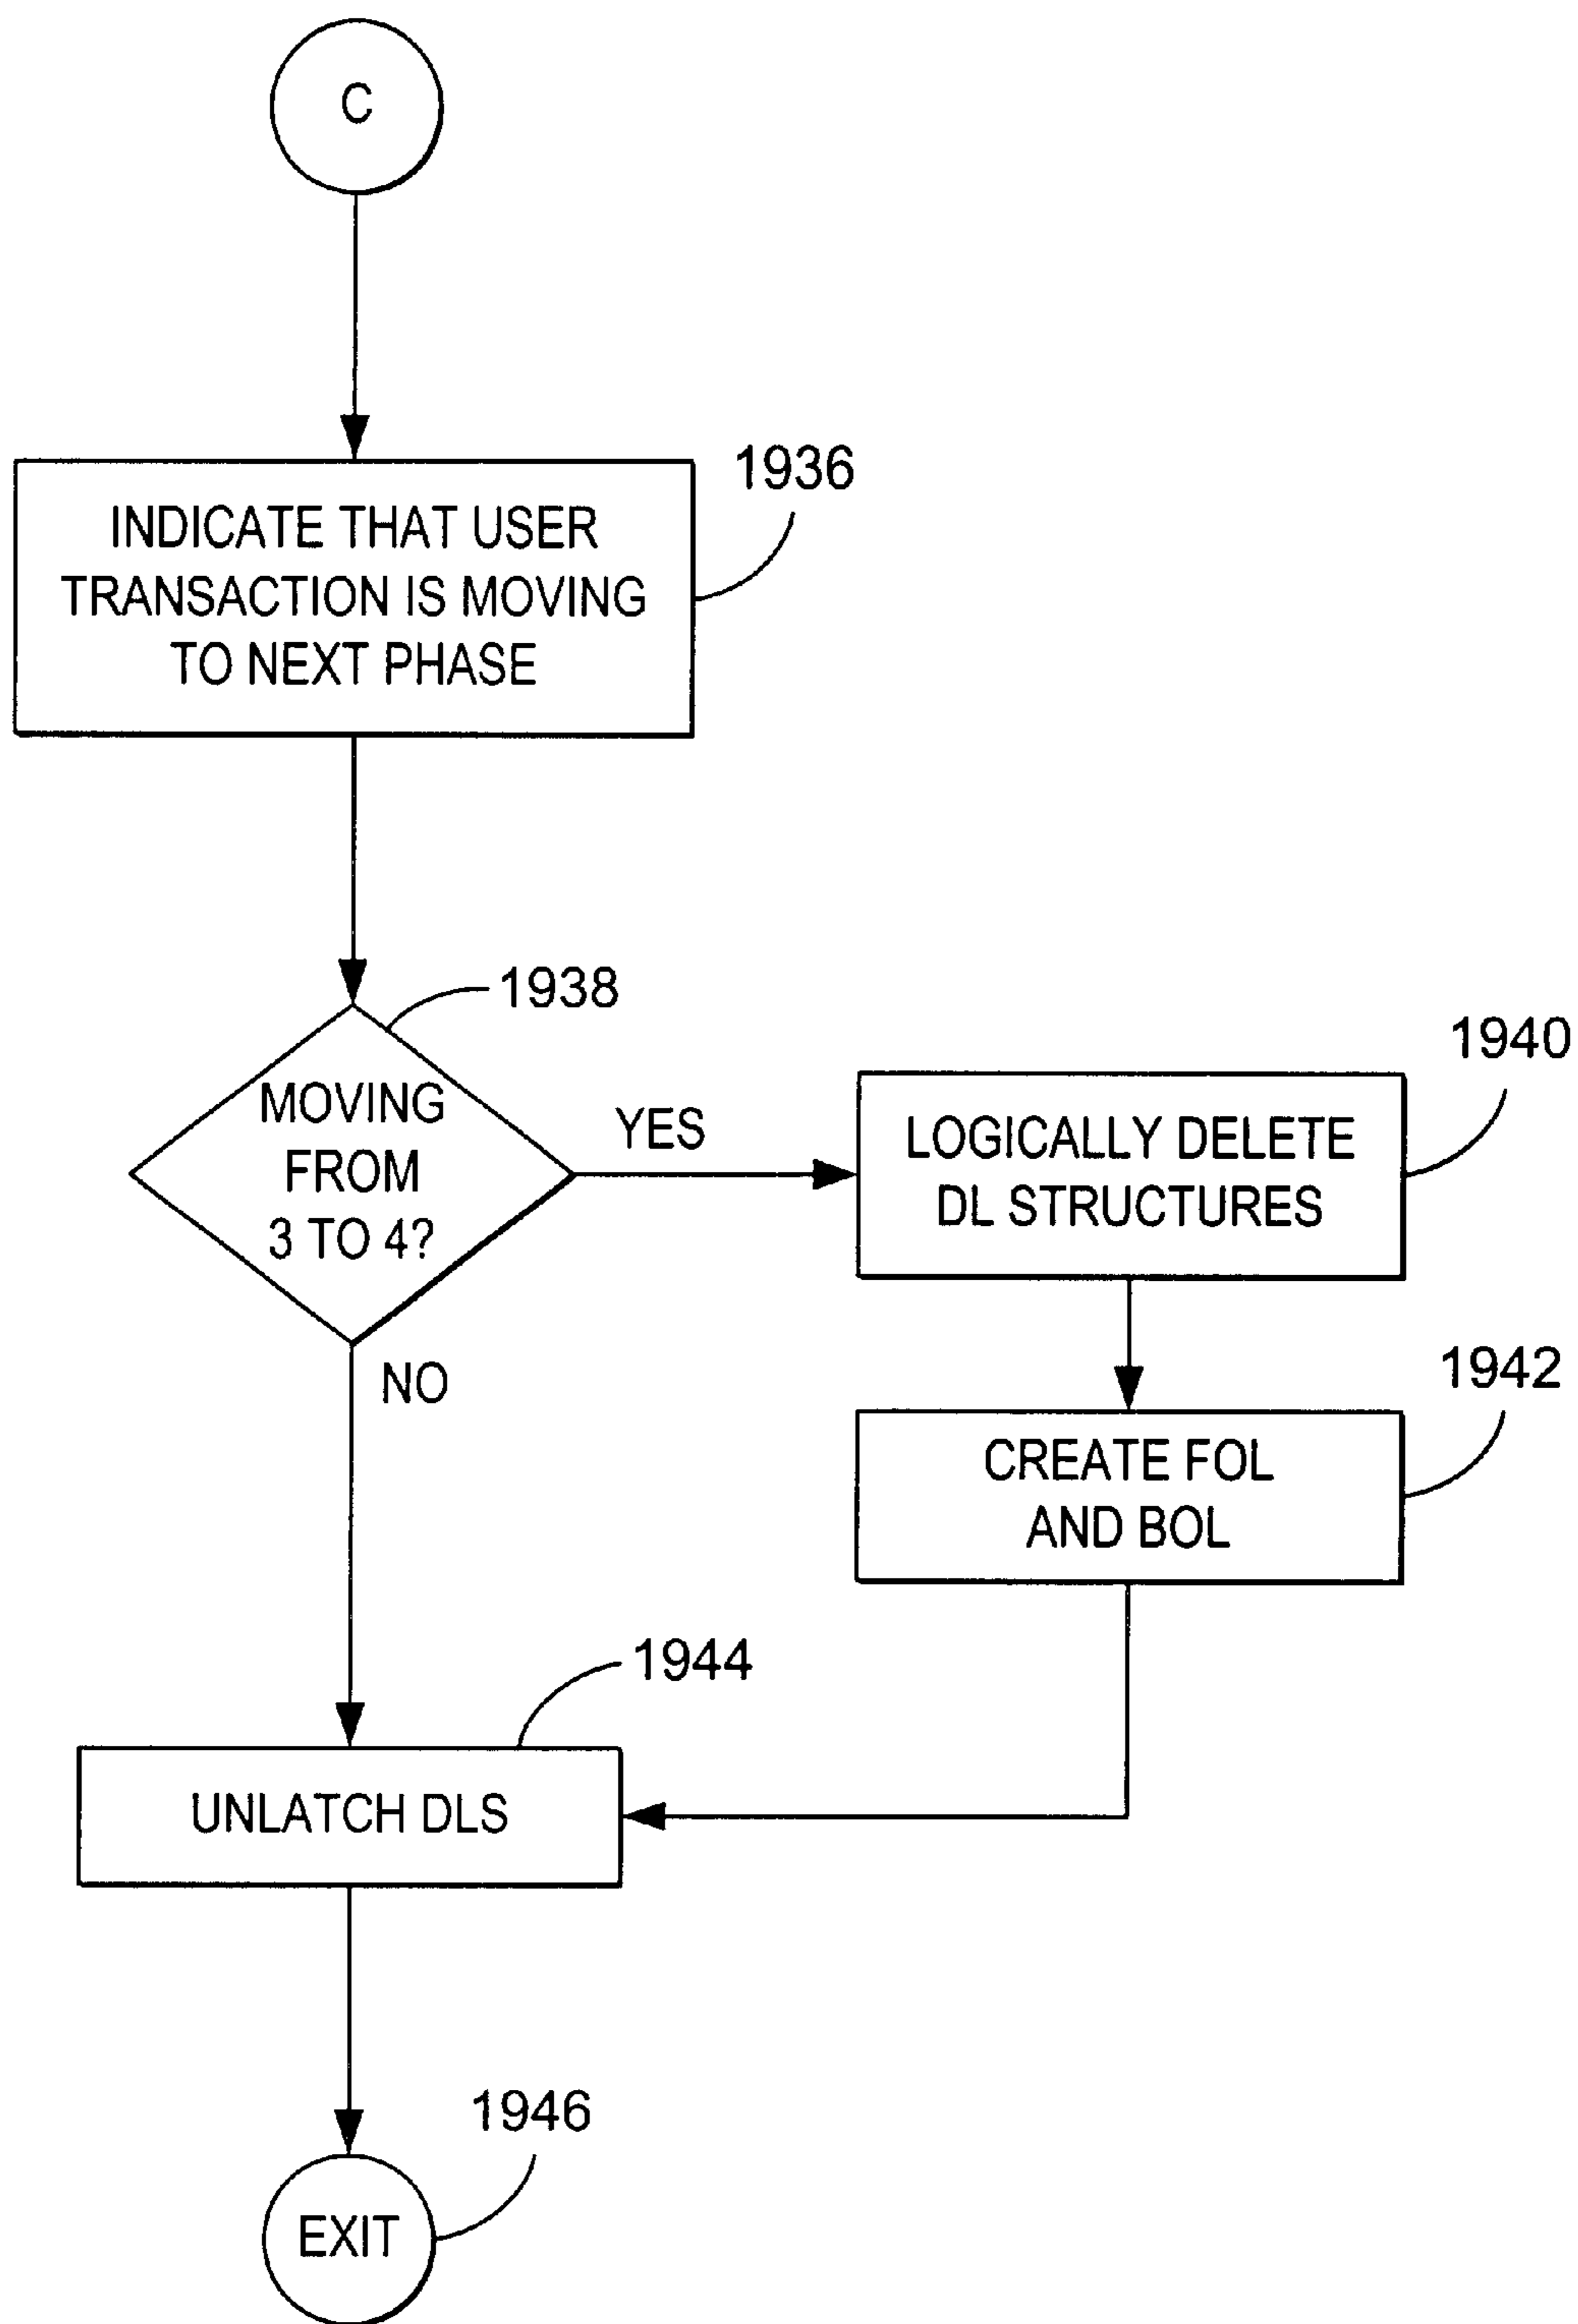 C
1936
INDICATE THAT USER
TRANSACTION IS MOVING
TO NEXT PHASE
1938
MOVING
FROM
3 TO 4?
YES
NO
1940
LOGICALLY DELETE
DL STRUCTURES
1942
CREATE FOL
AND BOL
1944
UNLATCH DLS
1946
EXIT